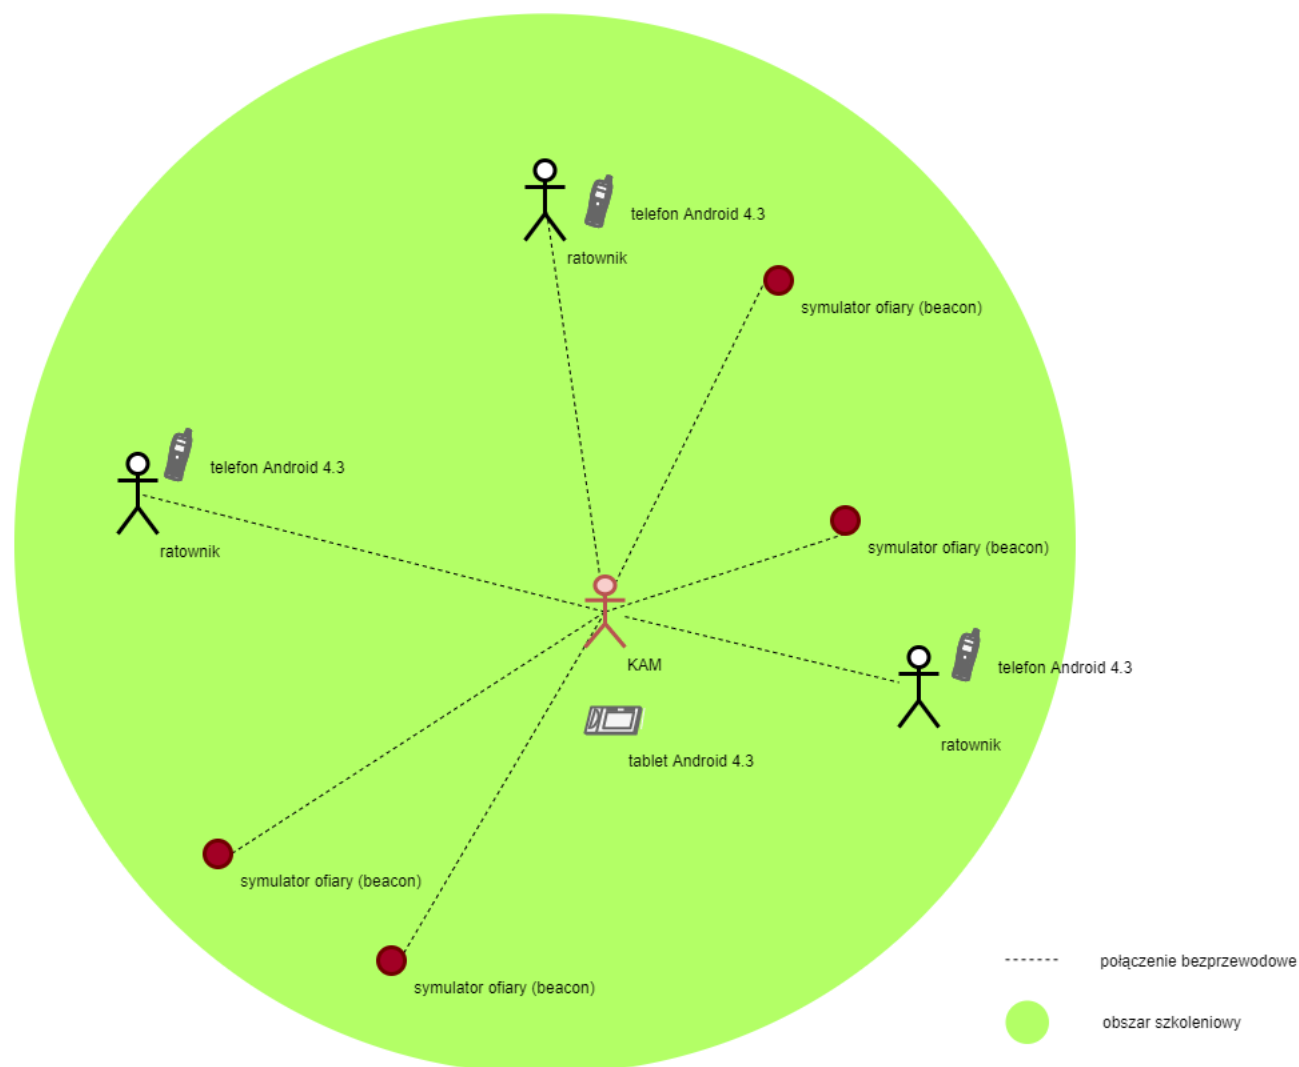 telefon Android 4.3
ratownik
symulator ofiary (beacon)
telefon Android 4.3
ratownik
symulator ofiary (beacon)
KAM
telefon Android 4.3
ratownik
tablet Android 4.3
symulator ofiary (beacon)
symulator ofiary (beacon)
połączenie bezprzewodowe
obszar szkoleniowy